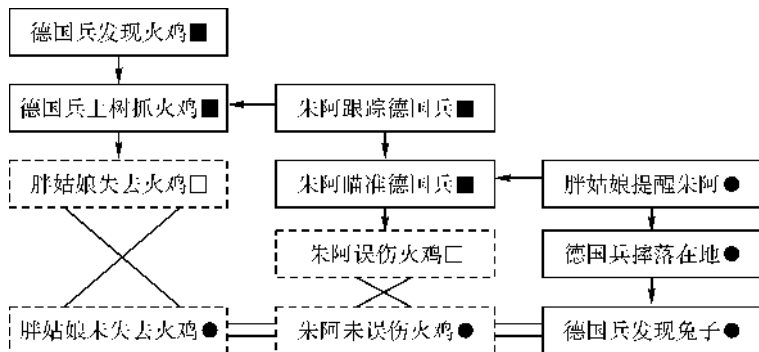 德国兵发现火鸡■
德国兵上树抓火鸡■
朱阿跟踪德国兵■
胖姑娘失去火鸡□
朱阿瞄准德国兵■
胖姑娘提醒朱阿●
朱阿误伤火鸡□
德国兵摔落在地●
胖姑娘未失去火鸡●
朱阿未误伤火鸡●
德国兵发现兔子●